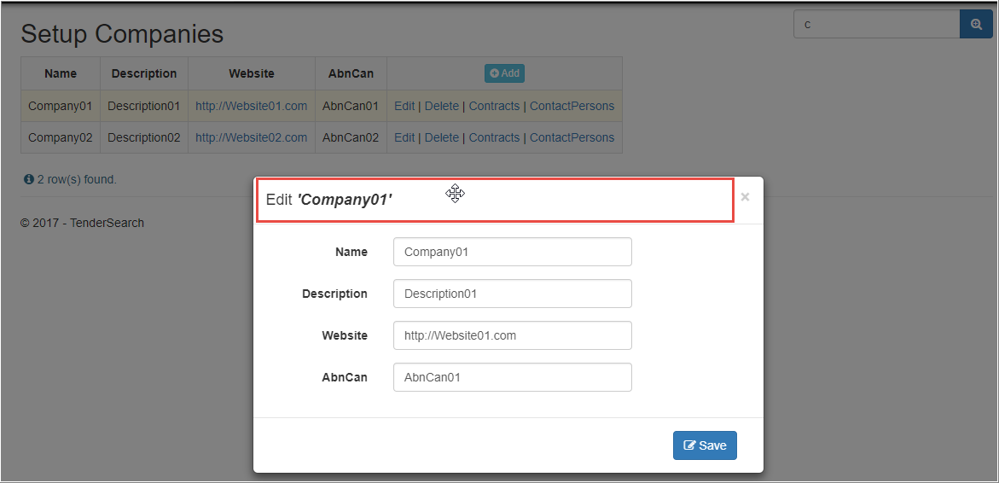 Setup Companies
c
Name Description Website AbnCan Add
Company01 Description01 http://Website01.com AbnCan01 Edit | Delete | Contracts | ContactPersons
Company02 Description02 http://Website02.com AbnCan02 Edit | Delete | Contracts | ContactPersons
2 row(s) found.
Edit 'Company01' ×
© 2017 - TenderSearch
Name Company01
Description Description01
Website http://Website01.com
AbnCan AbnCan01
Save